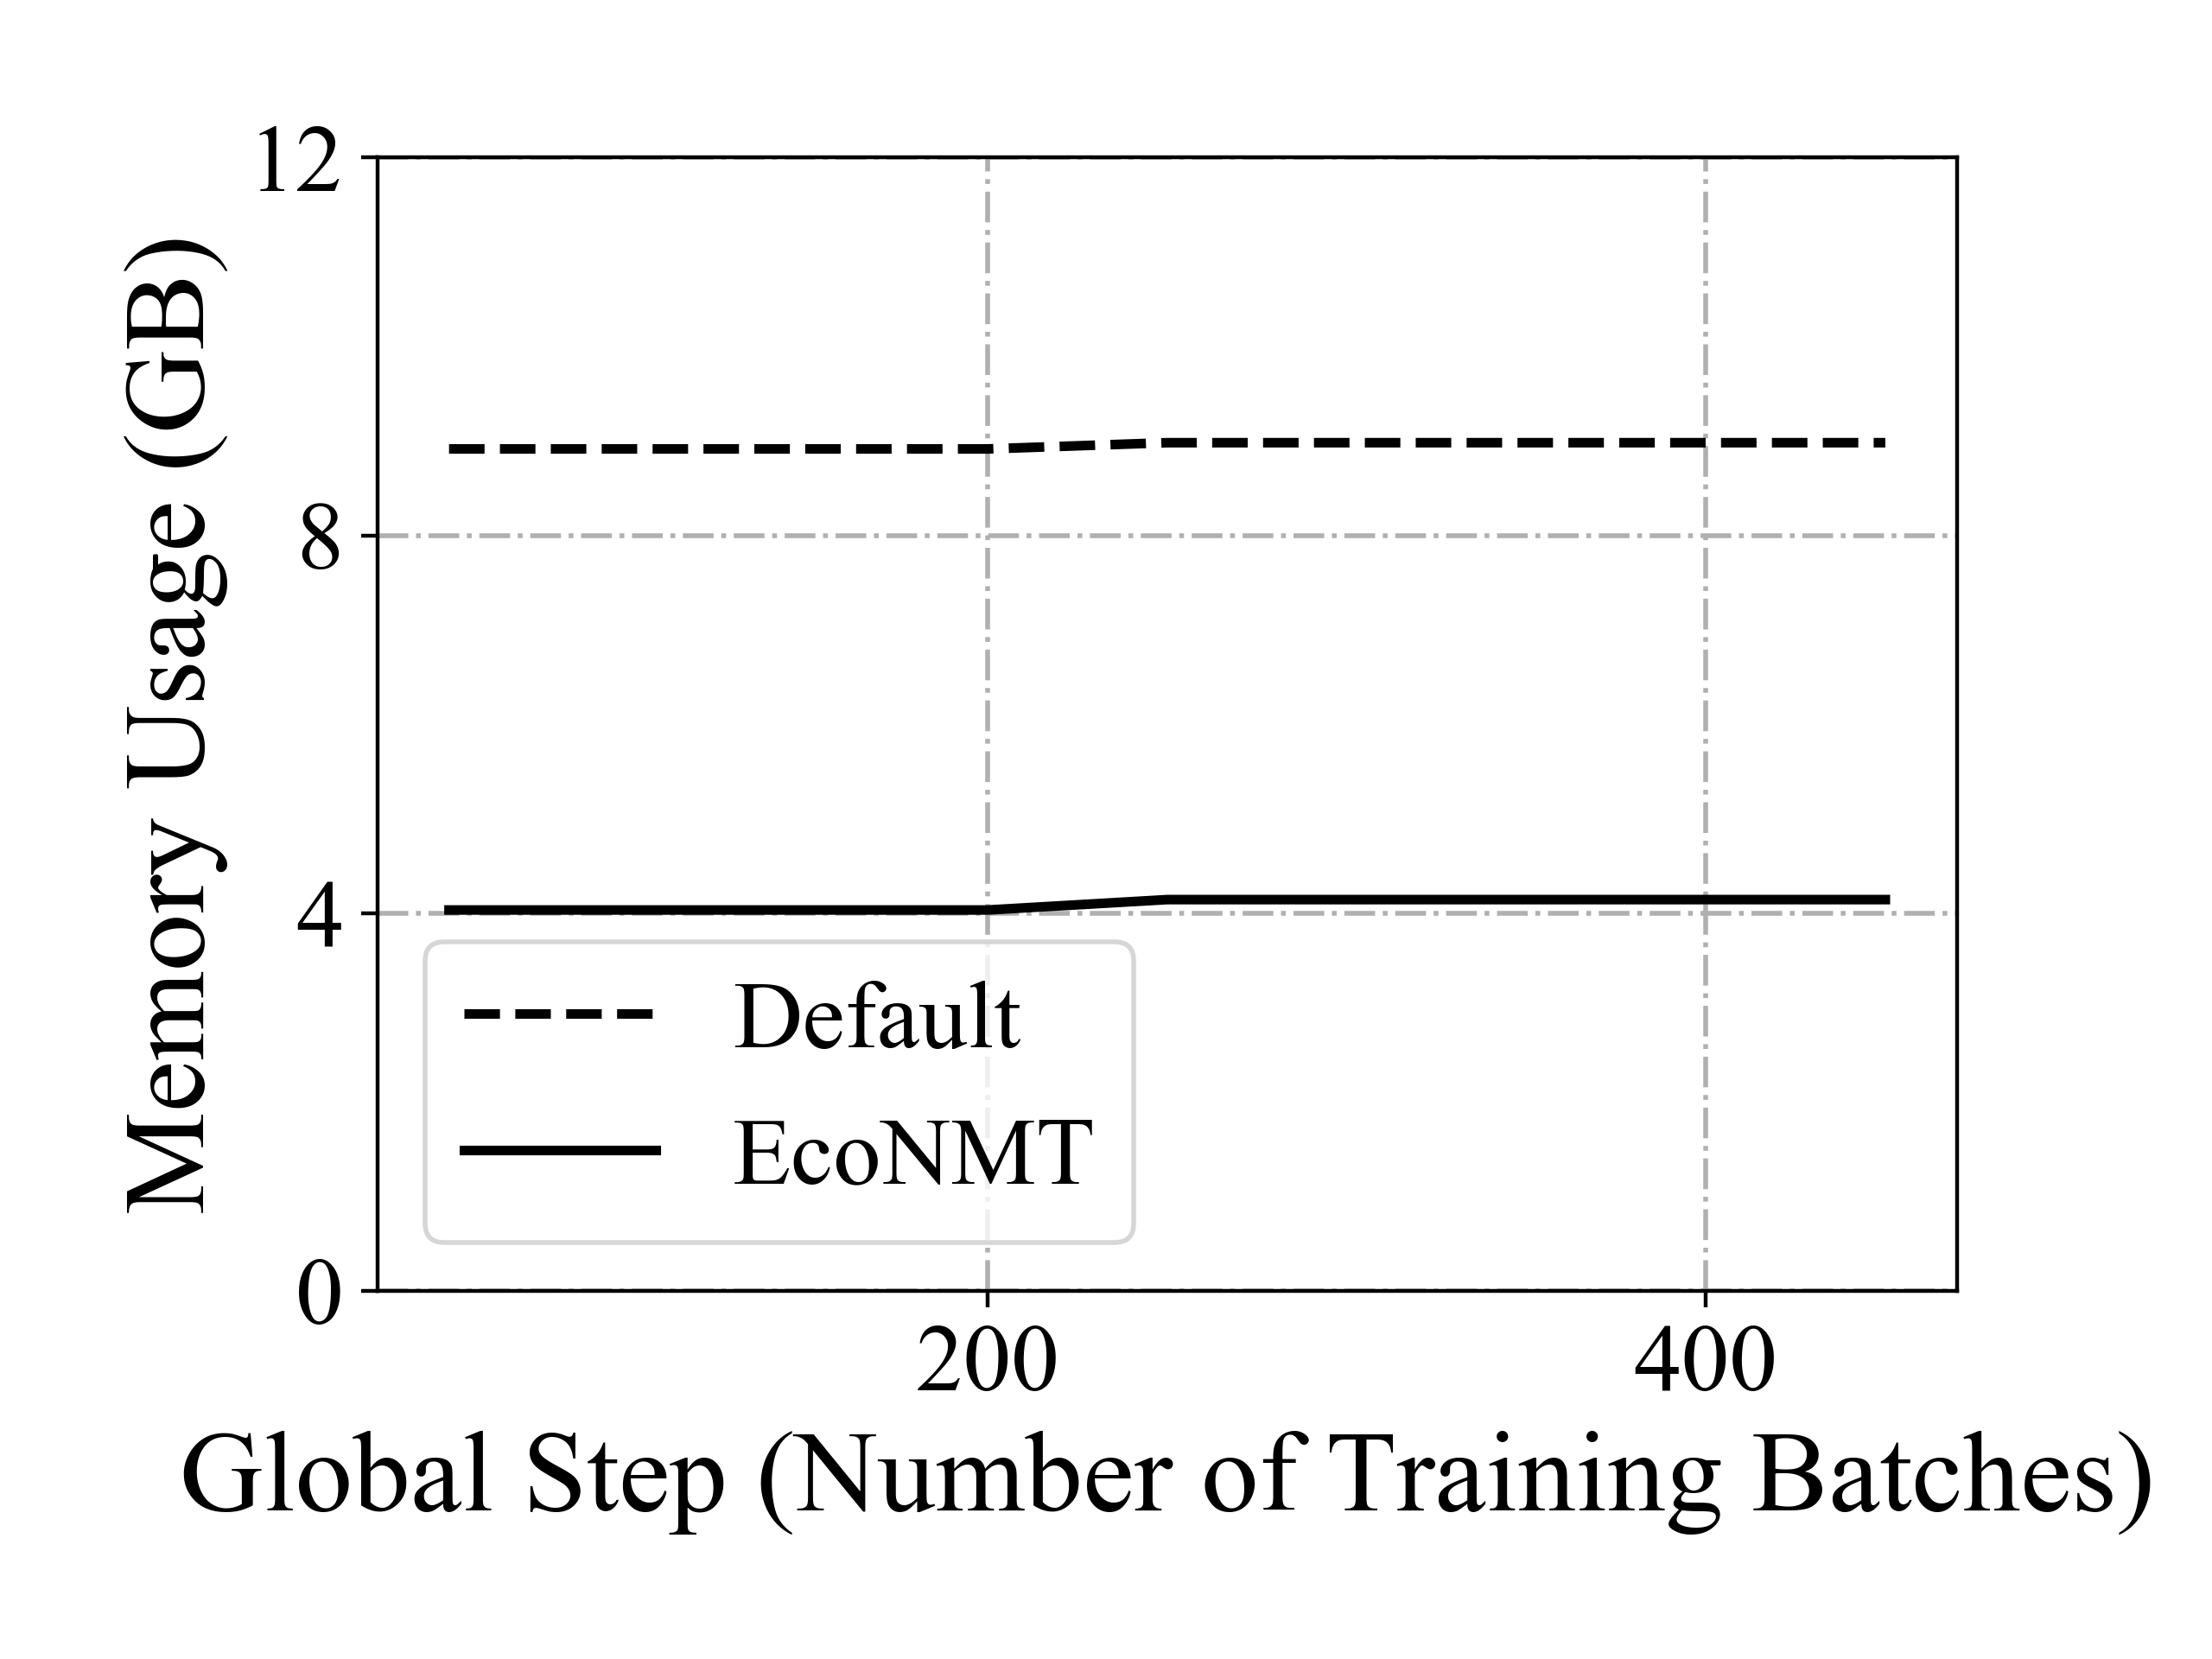 12
8
4
0
Memory Usage (GB)
Default
EcoNMT
200
400
Global Step (Number of Training Batches)